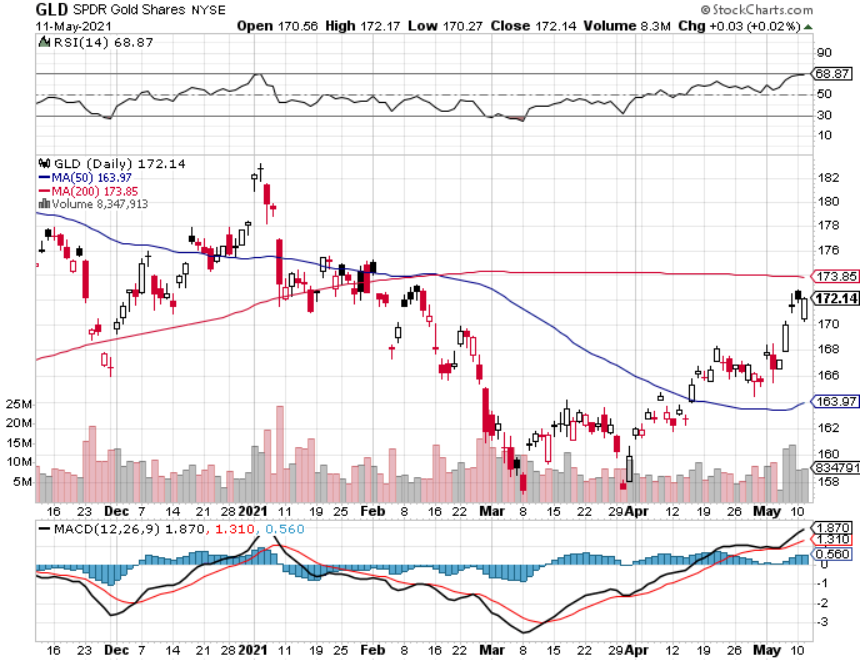 GLD SPDR Gold Shares NYSE © StockCharts.com
11-May-2021 Open 170.56 High 172.17 Low 170.27 Close 172.14 Volume 8.3M Chg +0.03 (+0.02%)
RSI(14) 68.87
90
68.87
50
30
10
GLD (Daily) 172.14
MA(50) 163.97
MA(200) 173.85
Volume 8,347,913
182
180
178
176
173.85
172.14
170
168
166
163.97
162
160
834791
158
25M
20M
15M
10M
5M
16 23 Dec 7 14 21 28 2021 11 19 25 Feb 8 16 22 Mar 8 15 22 29 Apr 12 19 26 May 10
MACD(12,26,9) 1.870, 1.310, 0.560
1.870
1.310
0.560
0
-1
-2
-3
16 23 Dec 7 14 21 28 2021 11 19 25 Feb 8 16 22 Mar 8 15 22 29 Apr 12 19 26 May 10